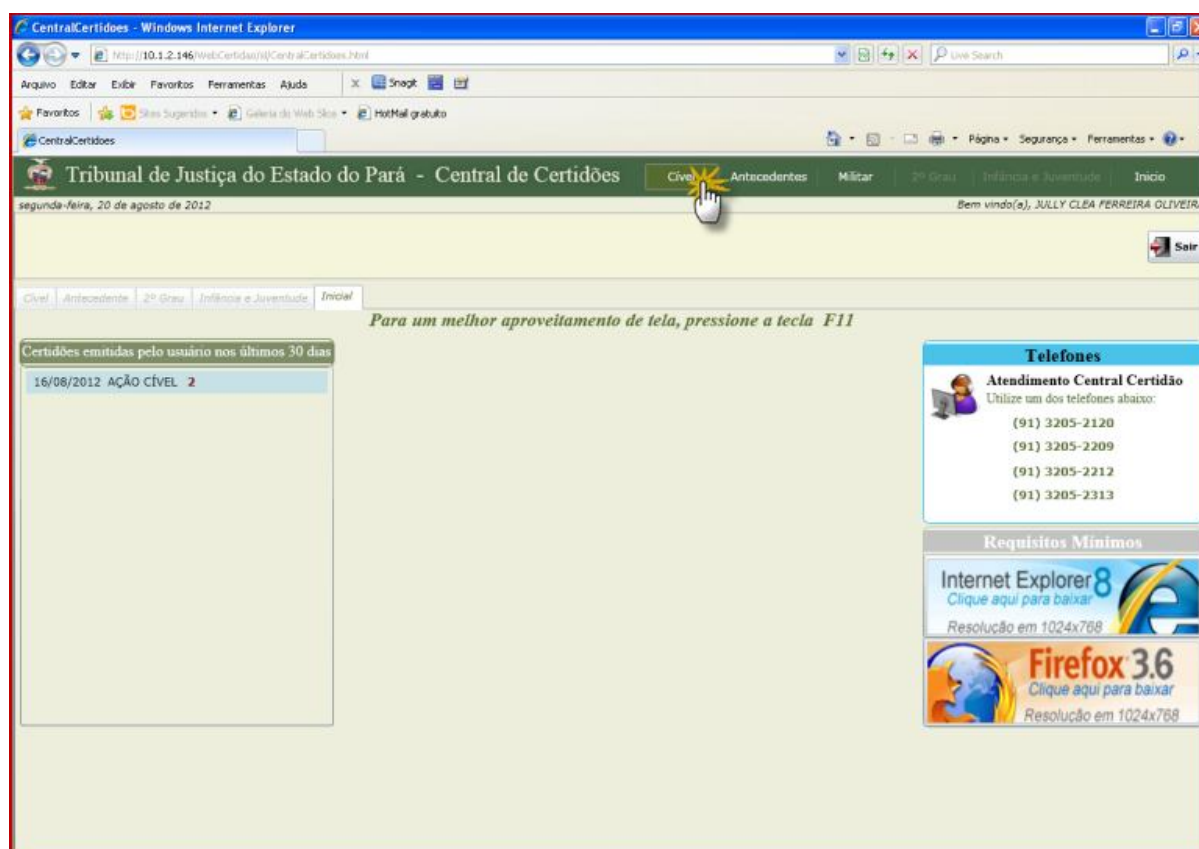 CentralCertidoes - Windows Internet Explorer
http://10.1.2.146/WebCertidao/sl/CentralCertidoes.html
Live Search
Arquivo Editar Exibir Favoritos Ferramentas Ajuda X SnagIt
Favoritos Sites Sugeridos Galeria do Web Slice HotMail gratuito
CentralCertidoes
Página Segurança Ferramentas
Tribunal de Justiça do Estado do Pará - Central de Certidões
Cível Antecedentes Militar 2º Grau Infância e Juventude Início
segunda-feira, 20 de agosto de 2012
Bem vindo(a), JULLY CLEA FERREIRA OLIVEIRA
Sair
Cível Antecedente 2º Grau Infância e Juventude Inicial
Para um melhor aproveitamento de tela, pressione a tecla F11
Certidões emitidas pelo usuário nos últimos 30 dias
16/08/2012 AÇÃO CÍVEL 2
Telefones
Atendimento Central Certidão
Utilize um dos telefones abaixo:
(91) 3205-2120
(91) 3205-2209
(91) 3205-2212
(91) 3205-2313
Requisitos Mínimos
Internet Explorer 8
Clique aqui para baixar
Resolução em 1024x768
Firefox 3.6
Clique aqui para baixar
Resolução em 1024x768